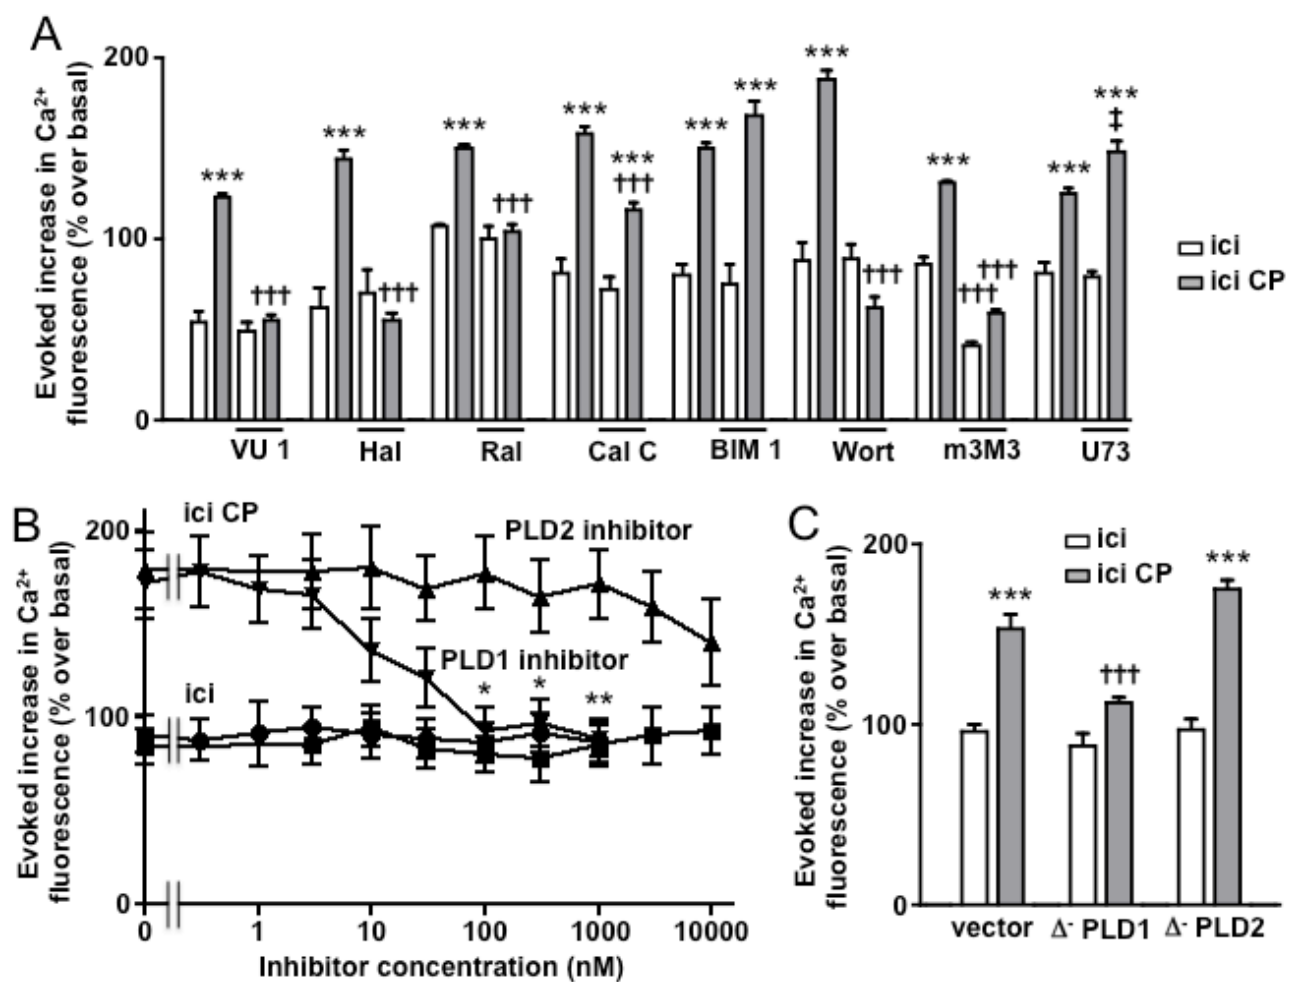 A
Evoked increase in Ca²⁺
fluorescence (% over basal)
200
100
0
***
†††
***
†††
***
†††
***
***
†††
***
***
***
†††
***
†††
†††
***
***
‡
ici
ici CP
VU 1
Hal
Ral
Cal C
BIM 1
Wort
m3M3
U73
B
Evoked increase in Ca²⁺
fluorescence (% over basal)
200
100
0
ici CP
PLD2 inhibitor
PLD1 inhibitor
ici
*
*
**
0 1 10 100 1000 10000
Inhibitor concentration (nM)
C
Evoked increase in Ca²⁺
fluorescence (% over basal)
200
100
0
ici
ici CP
***
†††
***
vector Δ- PLD1 Δ- PLD2